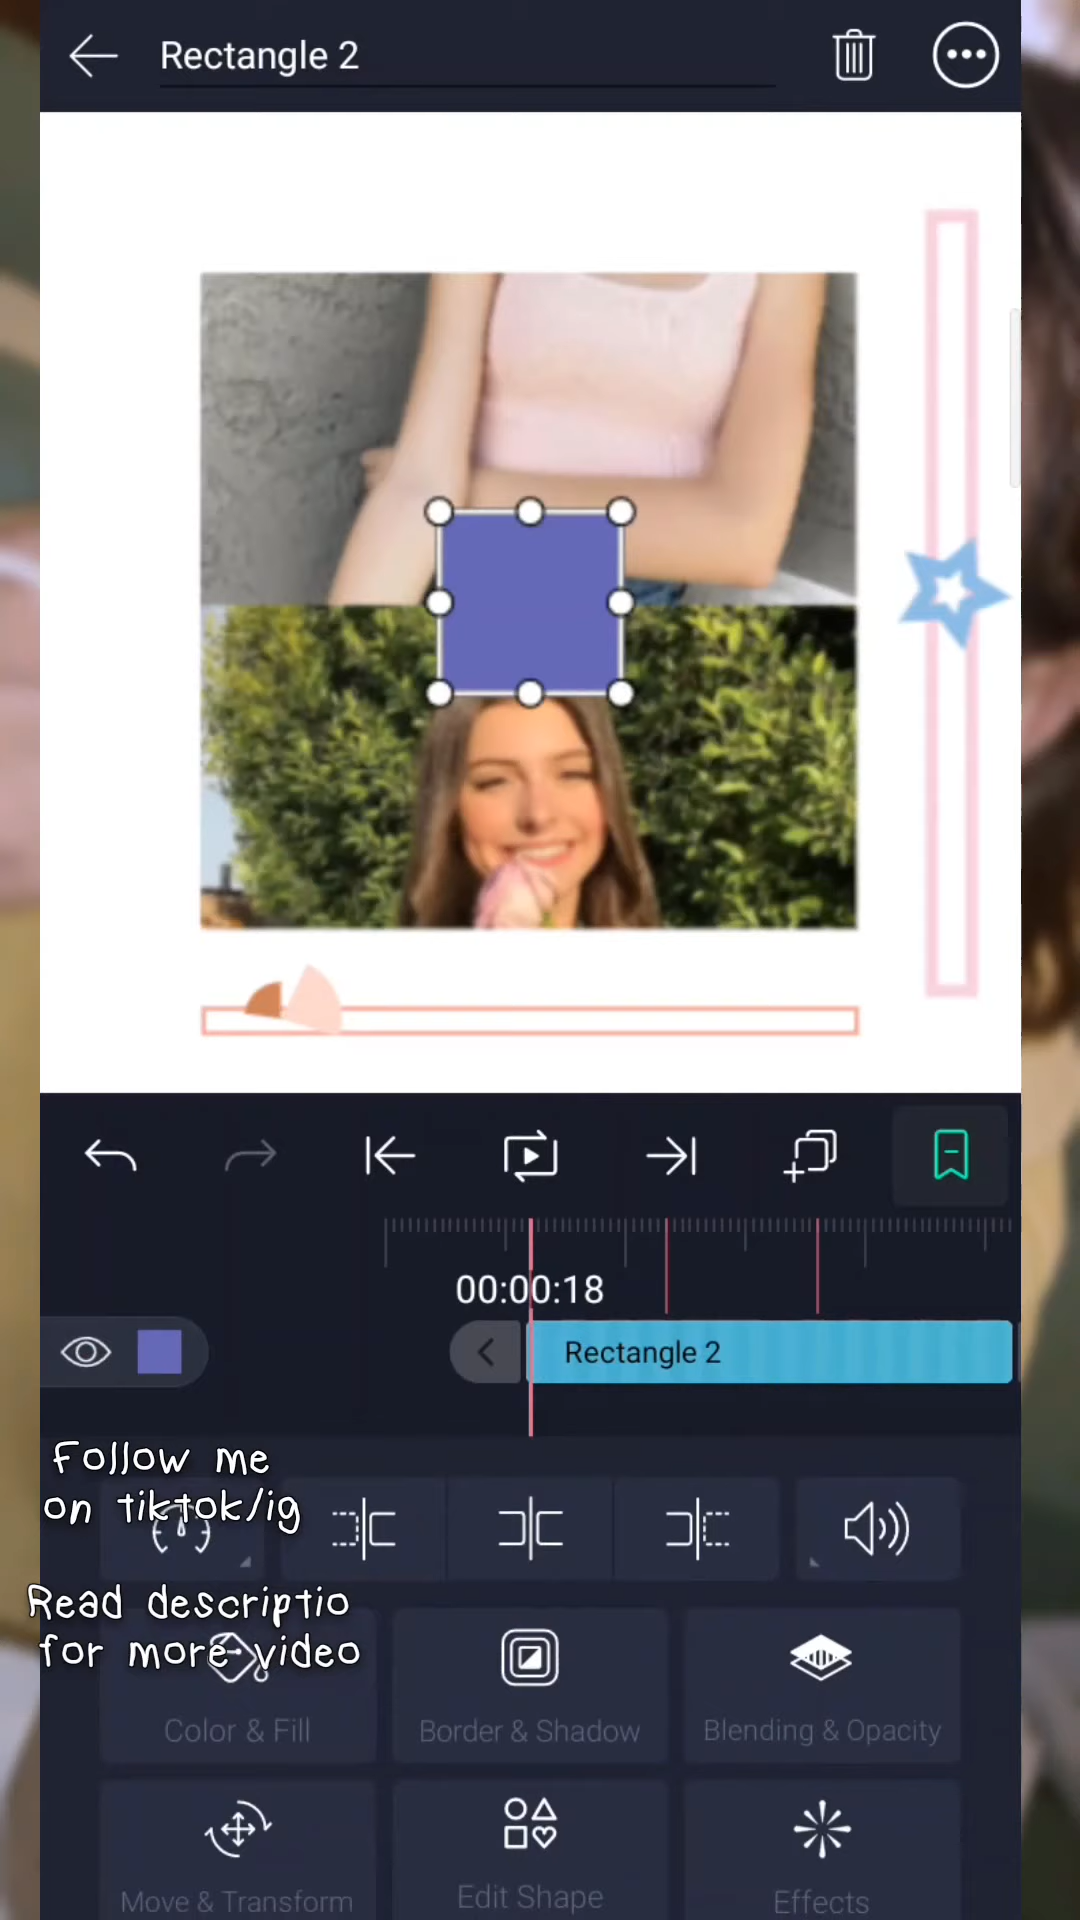 Rectangle 2
00:00:18
Rectangle 2
Follow me
on tiktok/ig
Read descriptio
for more video
Color & Fill
Border & Shadow
Blending & Opacity
Move & Transform
Edit Shape
Effects